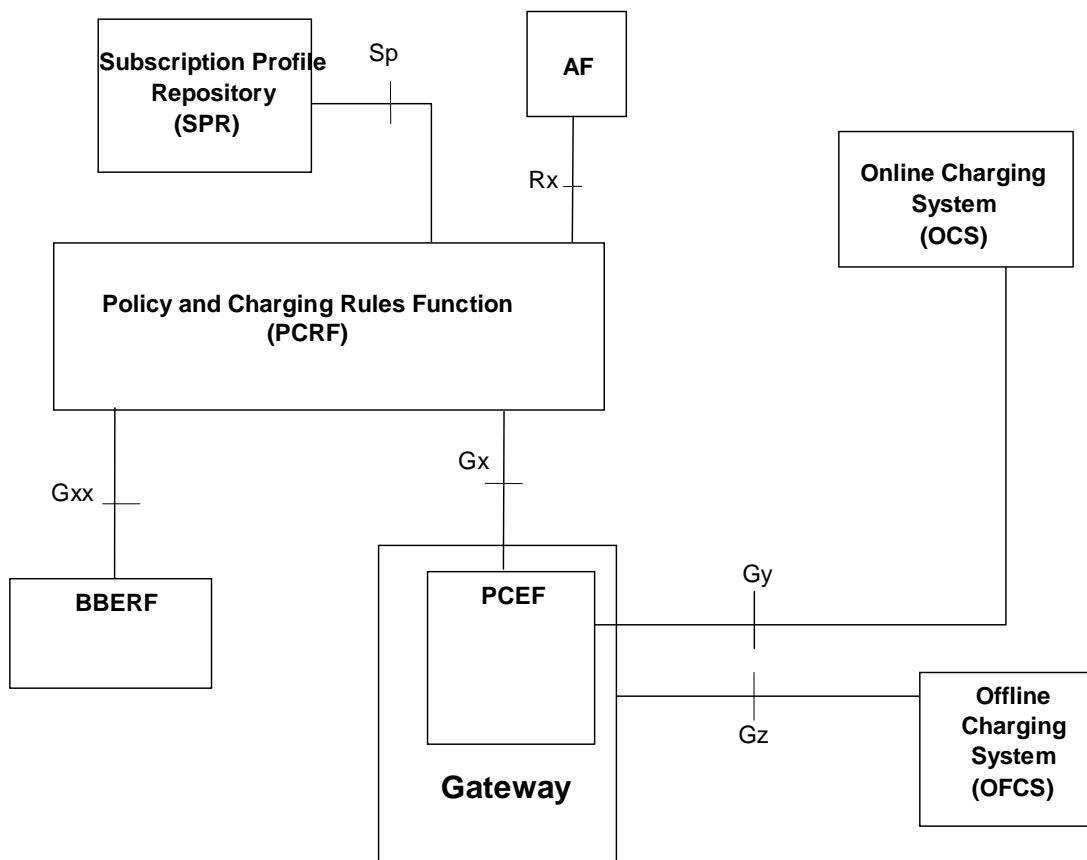 Subscription Profile
Repository
(SPR)
Sp
AF
Rx
Online Charging
System
(OCS)
Policy and Charging Rules Function
(PCRF)
Gxx
Gx
BBERF
PCEF
Gy
Gz
Offline
Charging
System
(OFCS)
Gateway